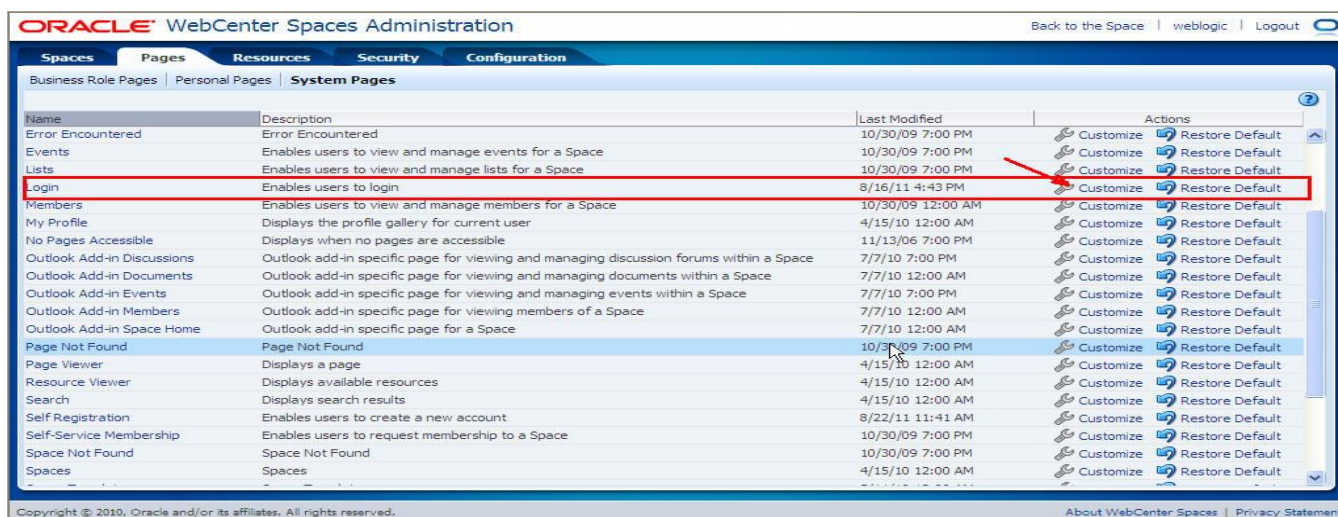 ORACLE WebCenter Spaces Administration Back to the Space weblogic Logout
Spaces Pages Resources Security Configuration
Business Role Pages Personal Pages System Pages
Name Description Last Modified Actions
Error Encountered Error Encountered 10/30/09 7:00 PM Customize Restore Default
Events Enables users to view and manage events for a Space 10/30/09 7:00 PM Customize Restore Default
Lists Enables users to view and manage lists for a Space 10/30/09 7:00 PM Customize Restore Default
Login Enables users to login 8/16/11 4:43 PM Customize Restore Default
Members Enables users to view and manage members for a Space 10/30/09 12:00 AM Customize Restore Default
My Profile Displays the profile gallery for current user 4/15/10 12:00 AM Customize Restore Default
No Pages Accessible Displays when no pages are accessible 11/13/06 7:00 PM Customize Restore Default
Outlook Add-in Discussions Outlook add-in specific page for viewing and managing discussion forums within a Space 7/7/10 7:00 PM Customize Restore Default
Outlook Add-in Documents Outlook add-in specific page for viewing and managing documents within a Space 7/7/10 12:00 AM Customize Restore Default
Outlook Add-in Events Outlook add-in specific page for viewing and managing events within a Space 7/7/10 7:00 PM Customize Restore Default
Outlook Add-in Members Outlook add-in specific page for viewing members of a Space 7/7/10 12:00 AM Customize Restore Default
Outlook Add-in Space Home Outlook add-in specific page for a Space 7/7/10 12:00 AM Customize Restore Default
Page Not Found Page Not Found 10/30/09 7:00 PM Customize Restore Default
Page Viewer Displays a page 4/15/10 12:00 AM Customize Restore Default
Resource Viewer Displays available resources 4/15/10 12:00 AM Customize Restore Default
Search Displays search results 4/15/10 12:00 AM Customize Restore Default
Self Registration Enables users to create a new account 8/22/11 11:41 AM Customize Restore Default
Self-Service Membership Enables users to request membership to a Space 10/30/09 7:00 PM Customize Restore Default
Space Not Found Space Not Found 10/30/09 7:00 PM Customize Restore Default
Spaces Spaces 4/15/10 12:00 AM Customize Restore Default
Copyright © 2010, Oracle and/or its affiliates. All rights reserved. About WebCenter Spaces Privacy Statement